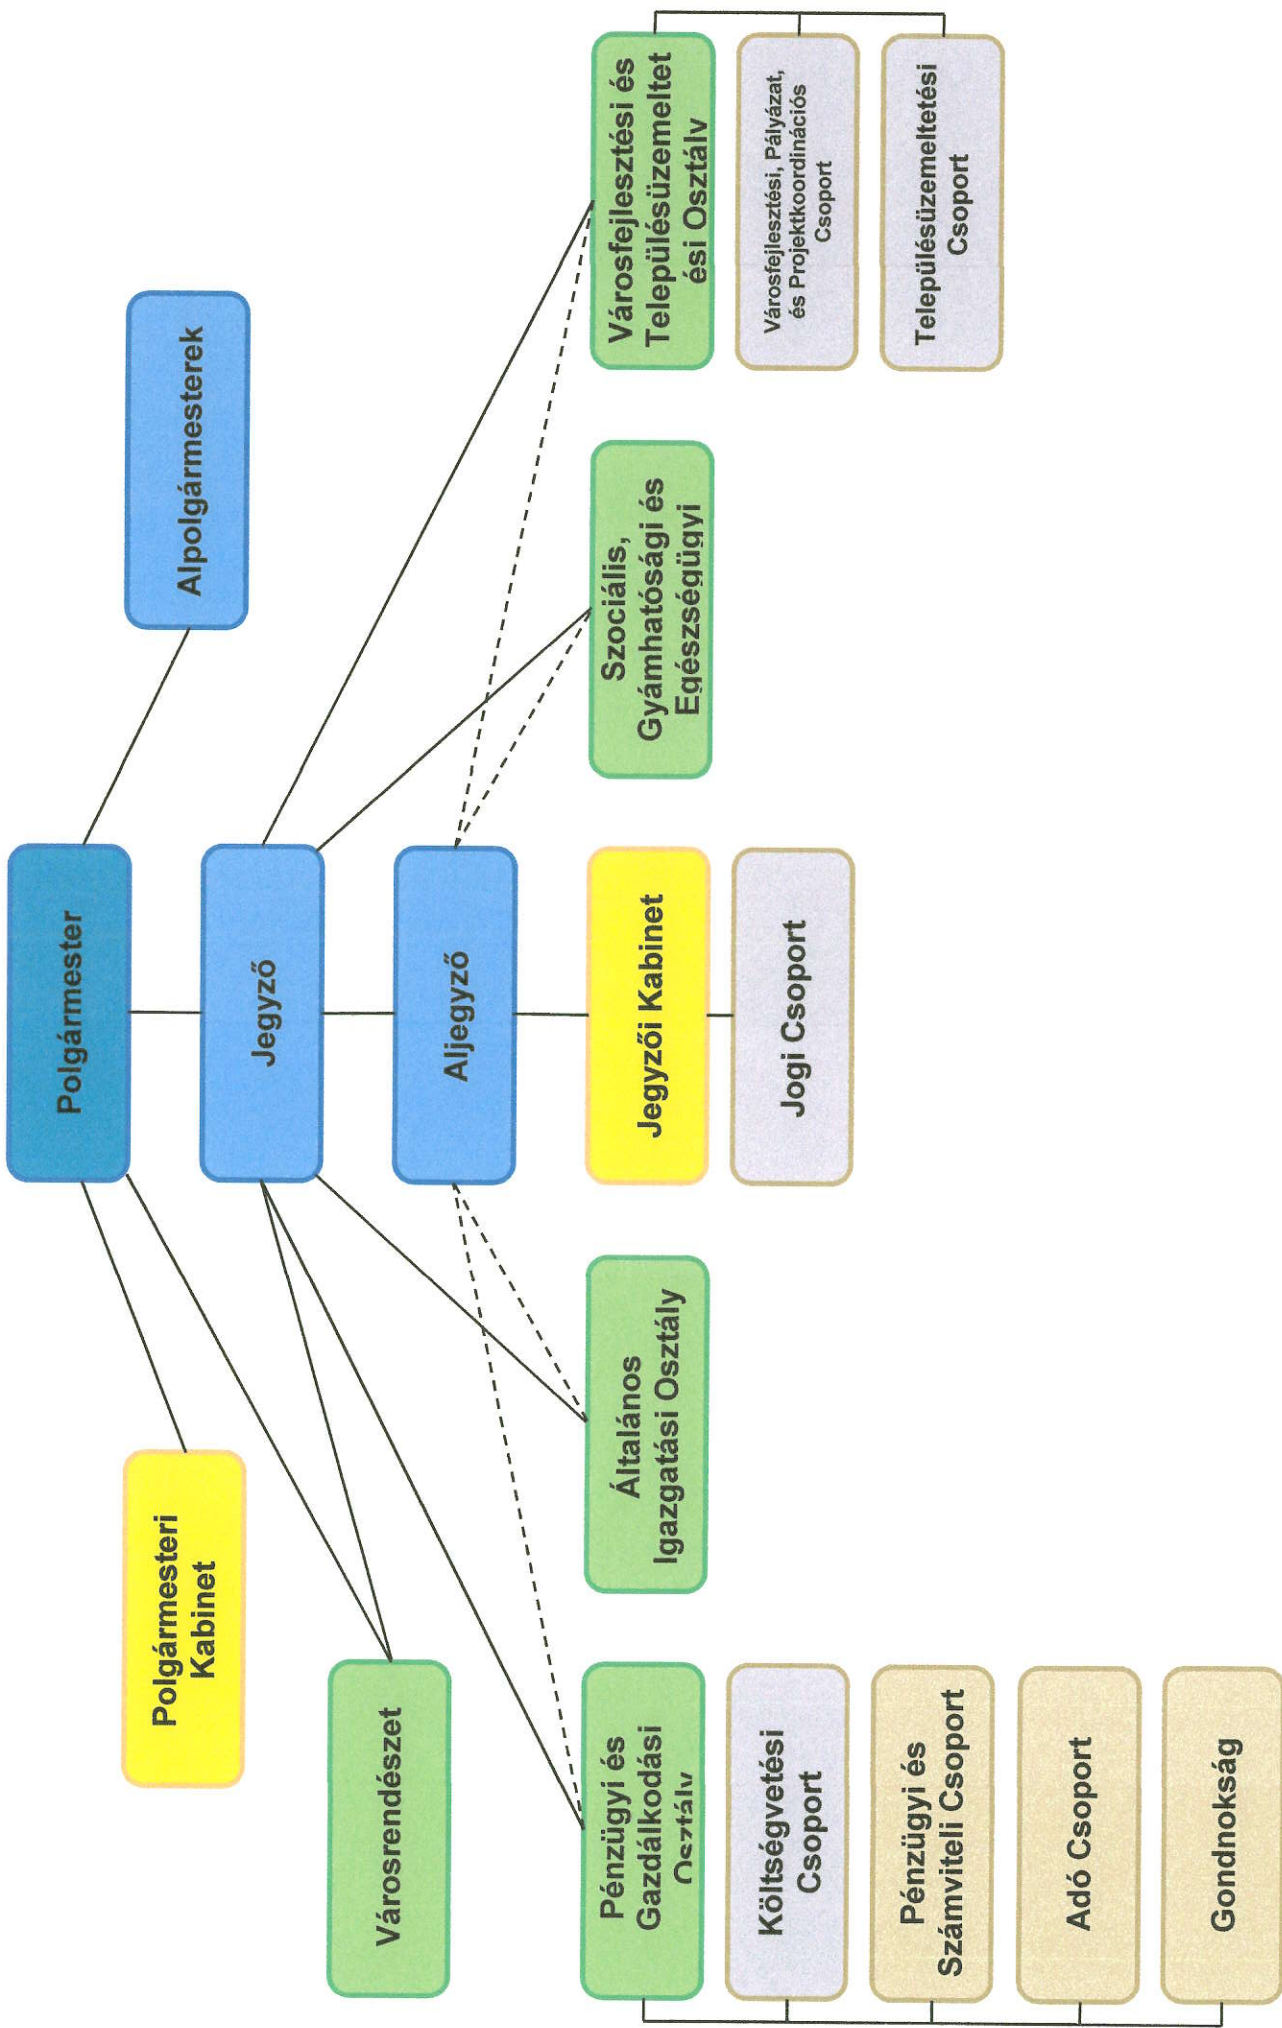 Polgármester
Polgármesteri
Kabinet
Alpolgármesterek
Jegyző
Városrendészet
Aljegyző
Pénzügyi és
Gazdálkodási
Osztály
Általános
Igazgatási Osztály
Jegyzői Kabinet
Szociális,
Gyámhatósági és
Egészségügyi
Városfejlesztési és
Településüzemeltet
ési Osztály
Költségvetési
Csoport
Jogi Csoport
Városfejlesztési, Pályázat,
és Projektkoordinációs
Csoport
Pénzügyi és
Számviteli Csoport
Településüzemeltetési
Csoport
Adó Csoport
Gondnokság